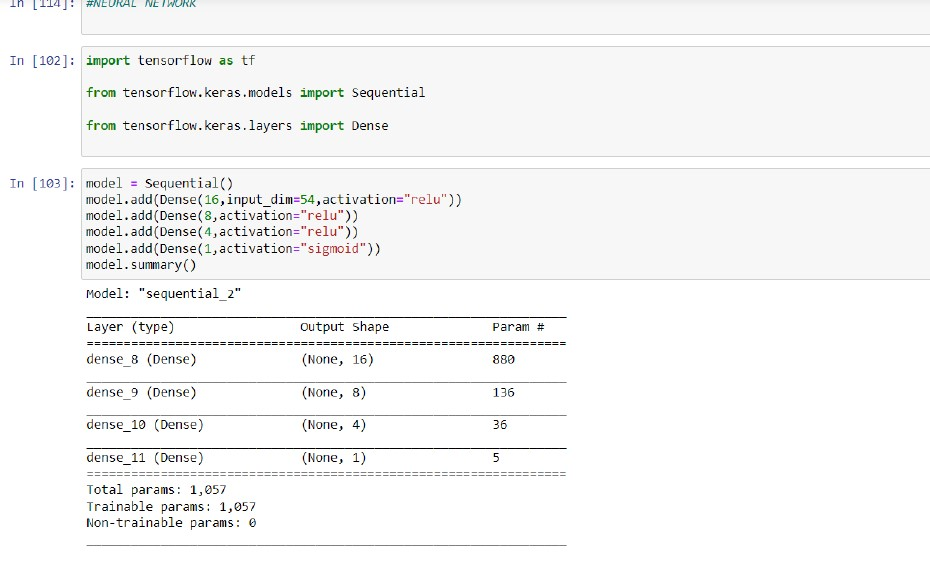 In [114]: #NEURAL NETWORK
In [102]: import tensorflow as tf
from tensorflow.keras.models import Sequential
from tensorflow.keras.layers import Dense
In [103]: model = Sequential()
model.add(Dense(16,input_dim=54,activation="relu"))
model.add(Dense(8,activation="relu"))
model.add(Dense(4,activation="relu"))
model.add(Dense(1,activation="sigmoid"))
model.summary()
Model: "sequential_2"
Layer (type) Output Shape Param #
dense_8 (Dense) (None, 16) 880
dense_9 (Dense) (None, 8) 136
dense_10 (Dense) (None, 4) 36
dense_11 (Dense) (None, 1) 5
Total params: 1,057
Trainable params: 1,057
Non-trainable params: 0